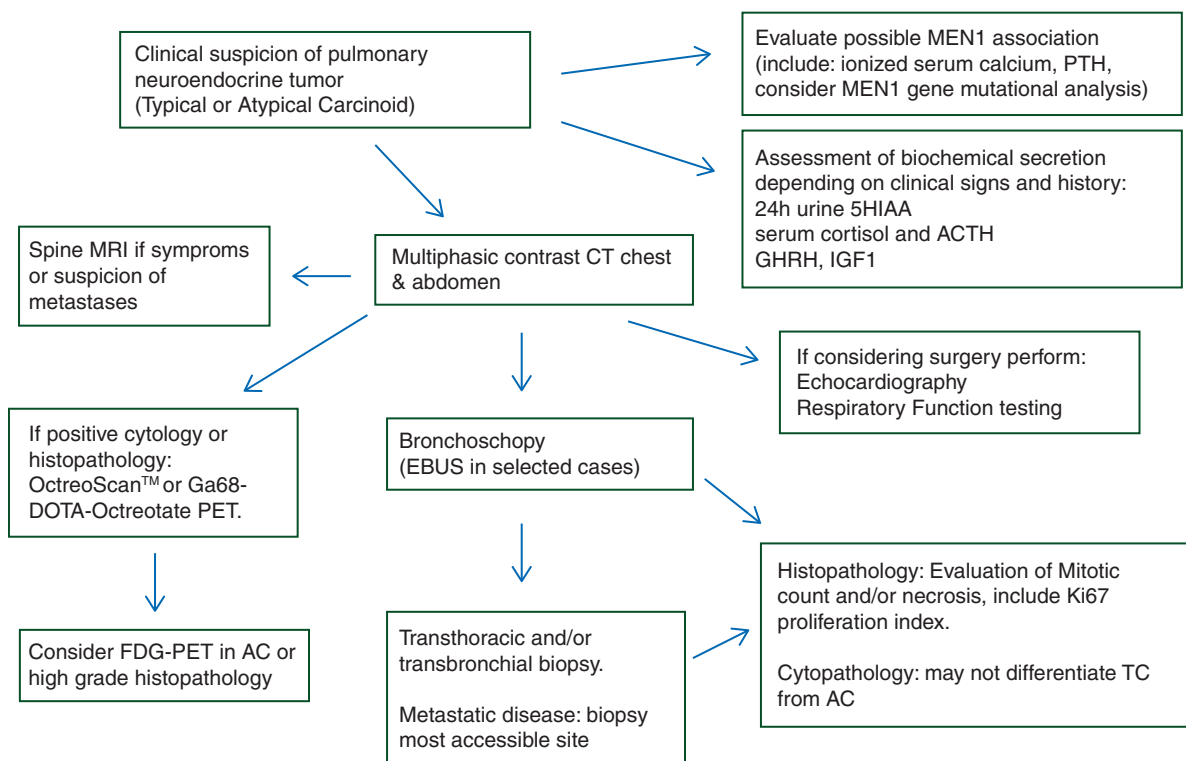 Clinical suspicion of pulmonary
neuroendocrine tumor
(Typical or Atypical Carcinoid)
Evaluate possible MEN1 association
(include: ionized serum calcium, PTH,
consider MEN1 gene mutational analysis)
Assessment of biochemical secretion
depending on clinical signs and history:
24h urine 5HIAA
serum cortisol and ACTH
GHRH, IGF1
Spine MRI if symproms
or suspicion of
metastases
Multiphasic contrast CT chest
& abdomen
If considering surgery perform:
Echocardiography
Respiratory Function testing
If positive cytology or
histopathology:
OctreoScan™ or Ga68-
DOTA-Octreotate PET.
Bronchoschopy
(EBUS in selected cases)
Histopathology: Evaluation of Mitotic
count and/or necrosis, include Ki67
proliferation index.
Cytopathology: may not differentiate TC
from AC
Consider FDG-PET in AC or
high grade histopathology
Transthoracic and/or
transbronchial biopsy.
Metastatic disease: biopsy
most accessible site